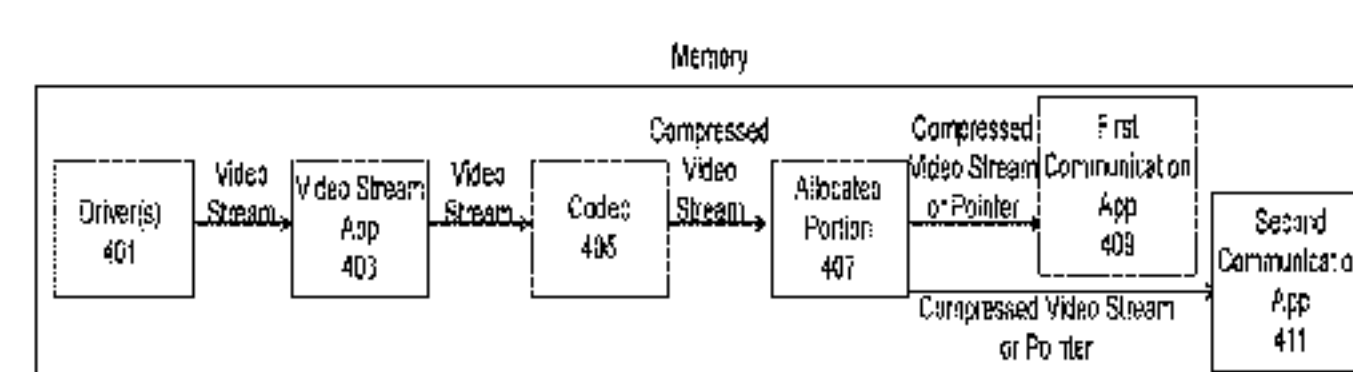 Memory
Driver(s)
401
Video
Stream
Video Stream
App
403
Video
Stream
Codec
405
Compressed
Video
Stream
Allocated
Portion
407
Compressed
Video Stream
or Pointer
First
Communication
App
409
Compressed Video Stream
or Pointer
Second
Communicatio
App
411